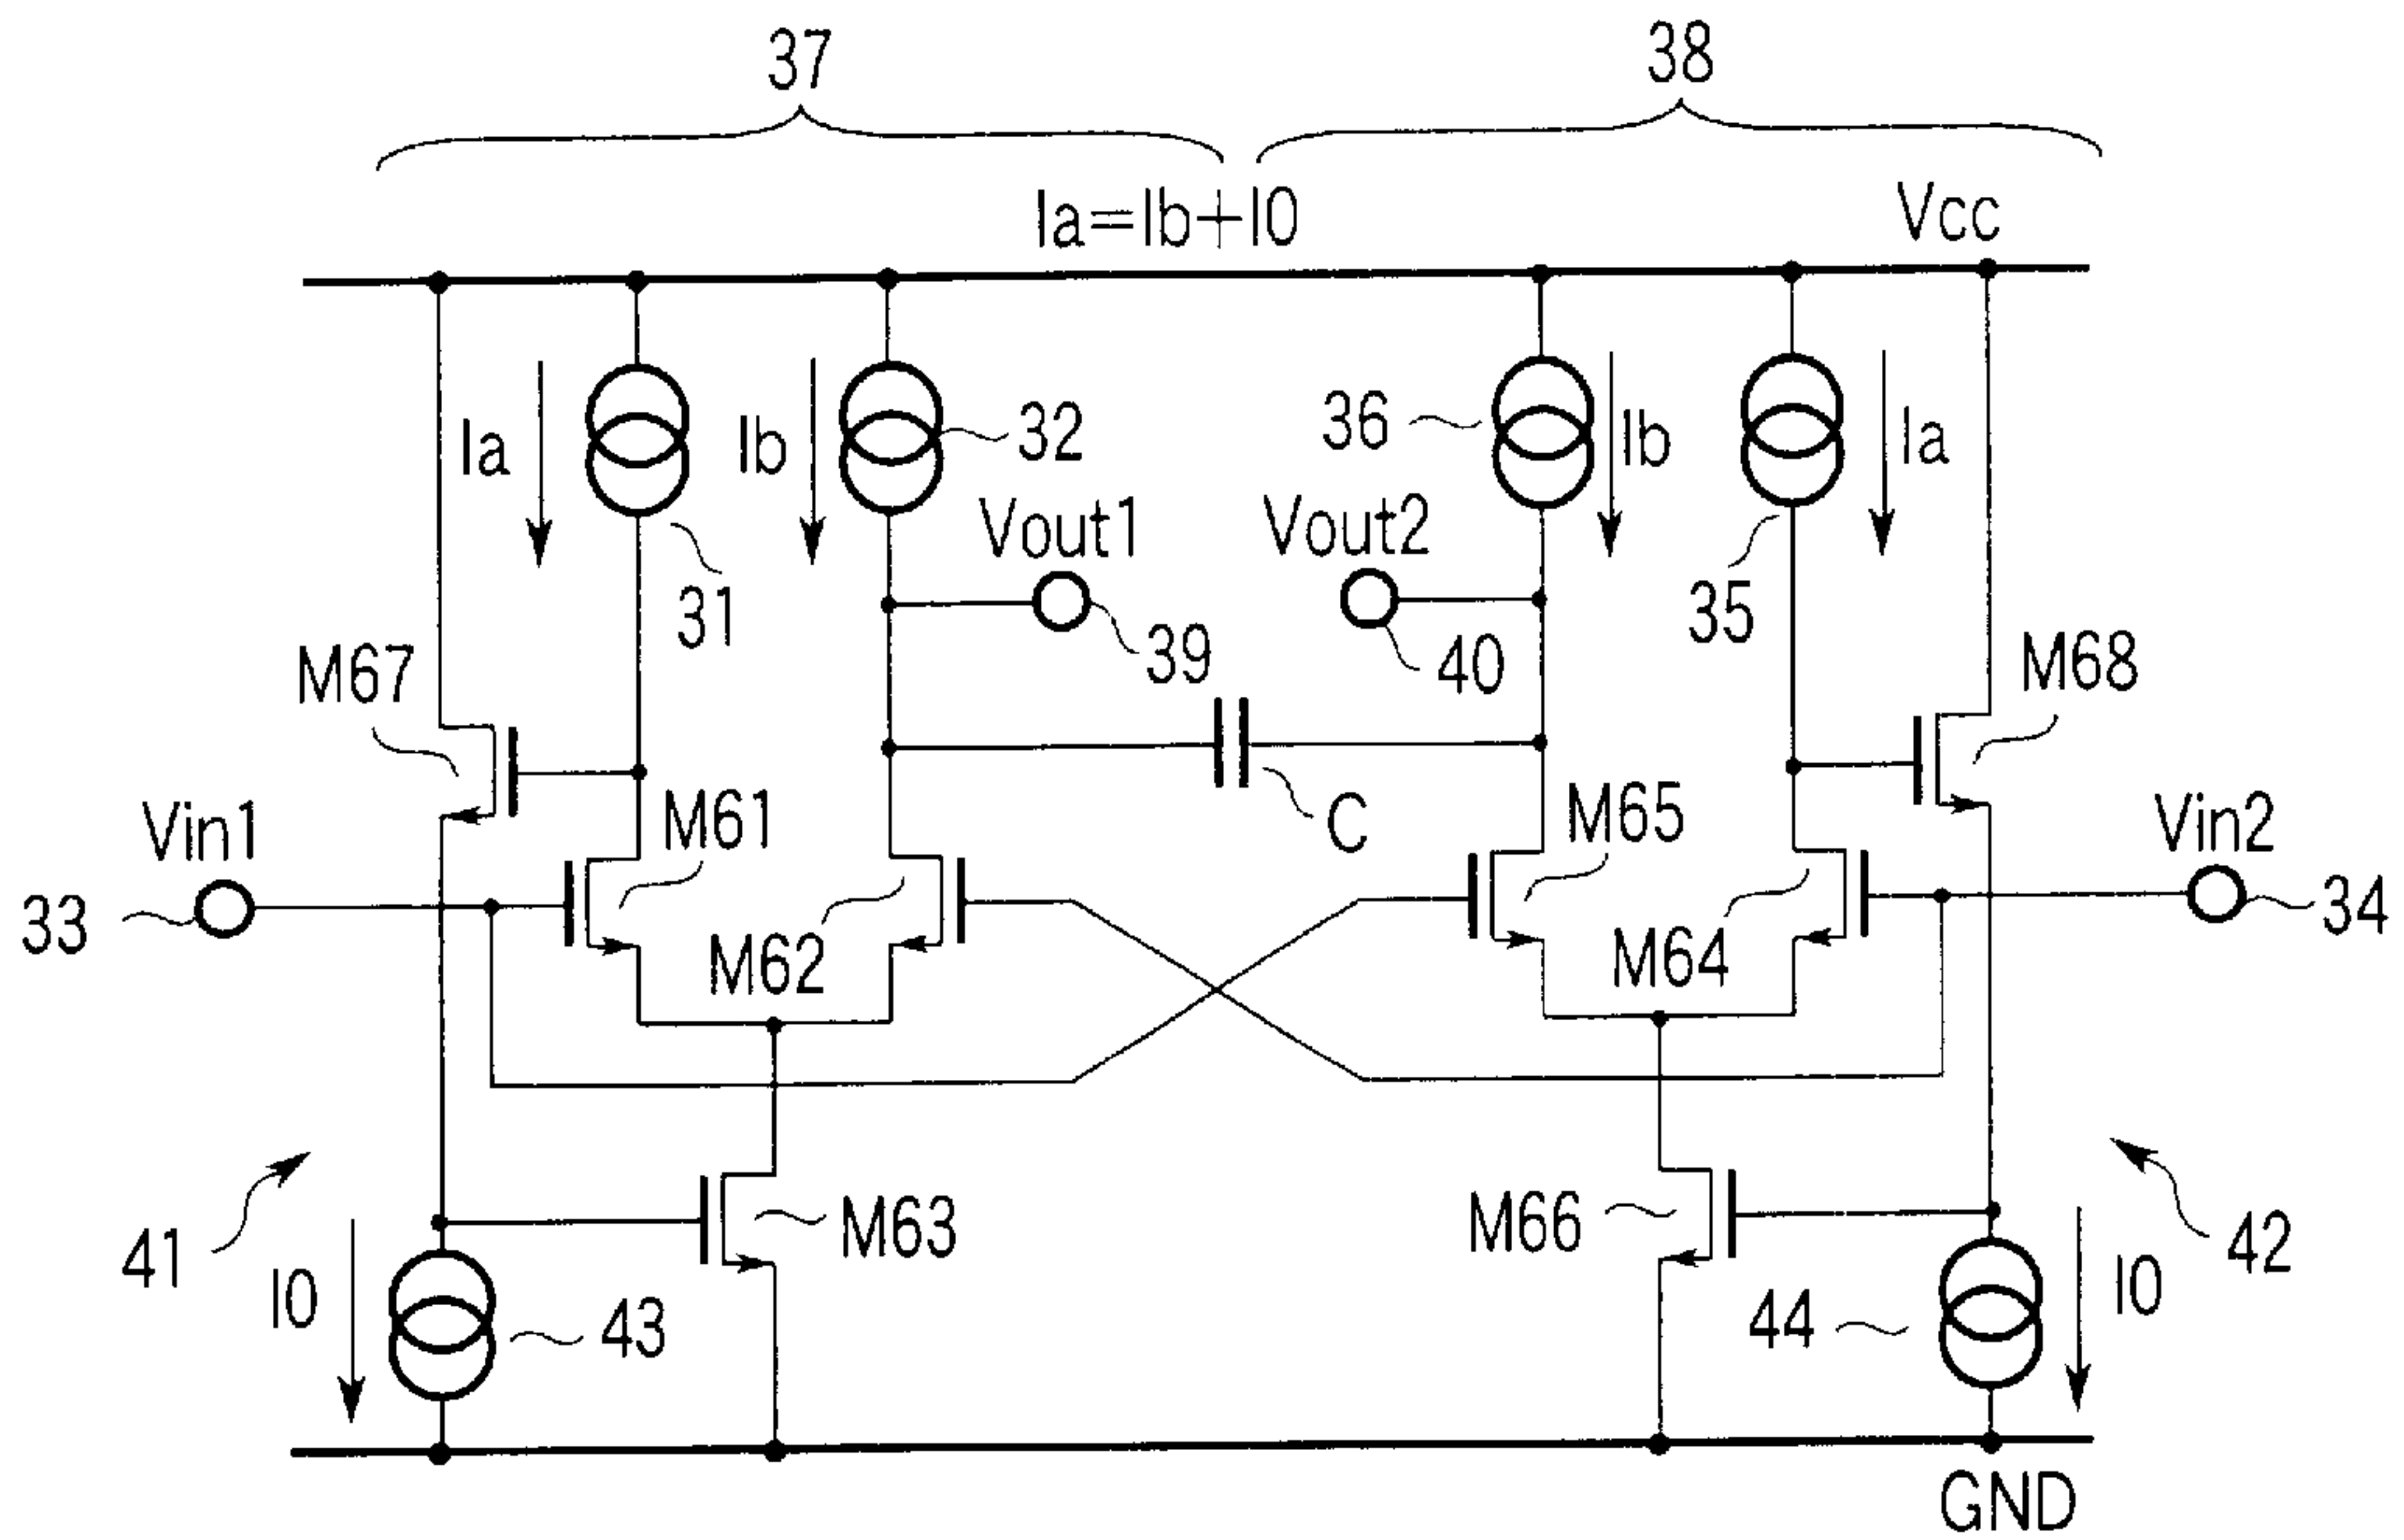 37
38
Ia=Ib+I0
Vcc
Ia
Ib
32
36
Ib
Ia
Vout1
Vout2
31
39
40
35
M67
M68
Vin1
M61
C
M65
Vin2
33
M62
M64
34
41
I0
43
M63
M66
44
I0
42
GND